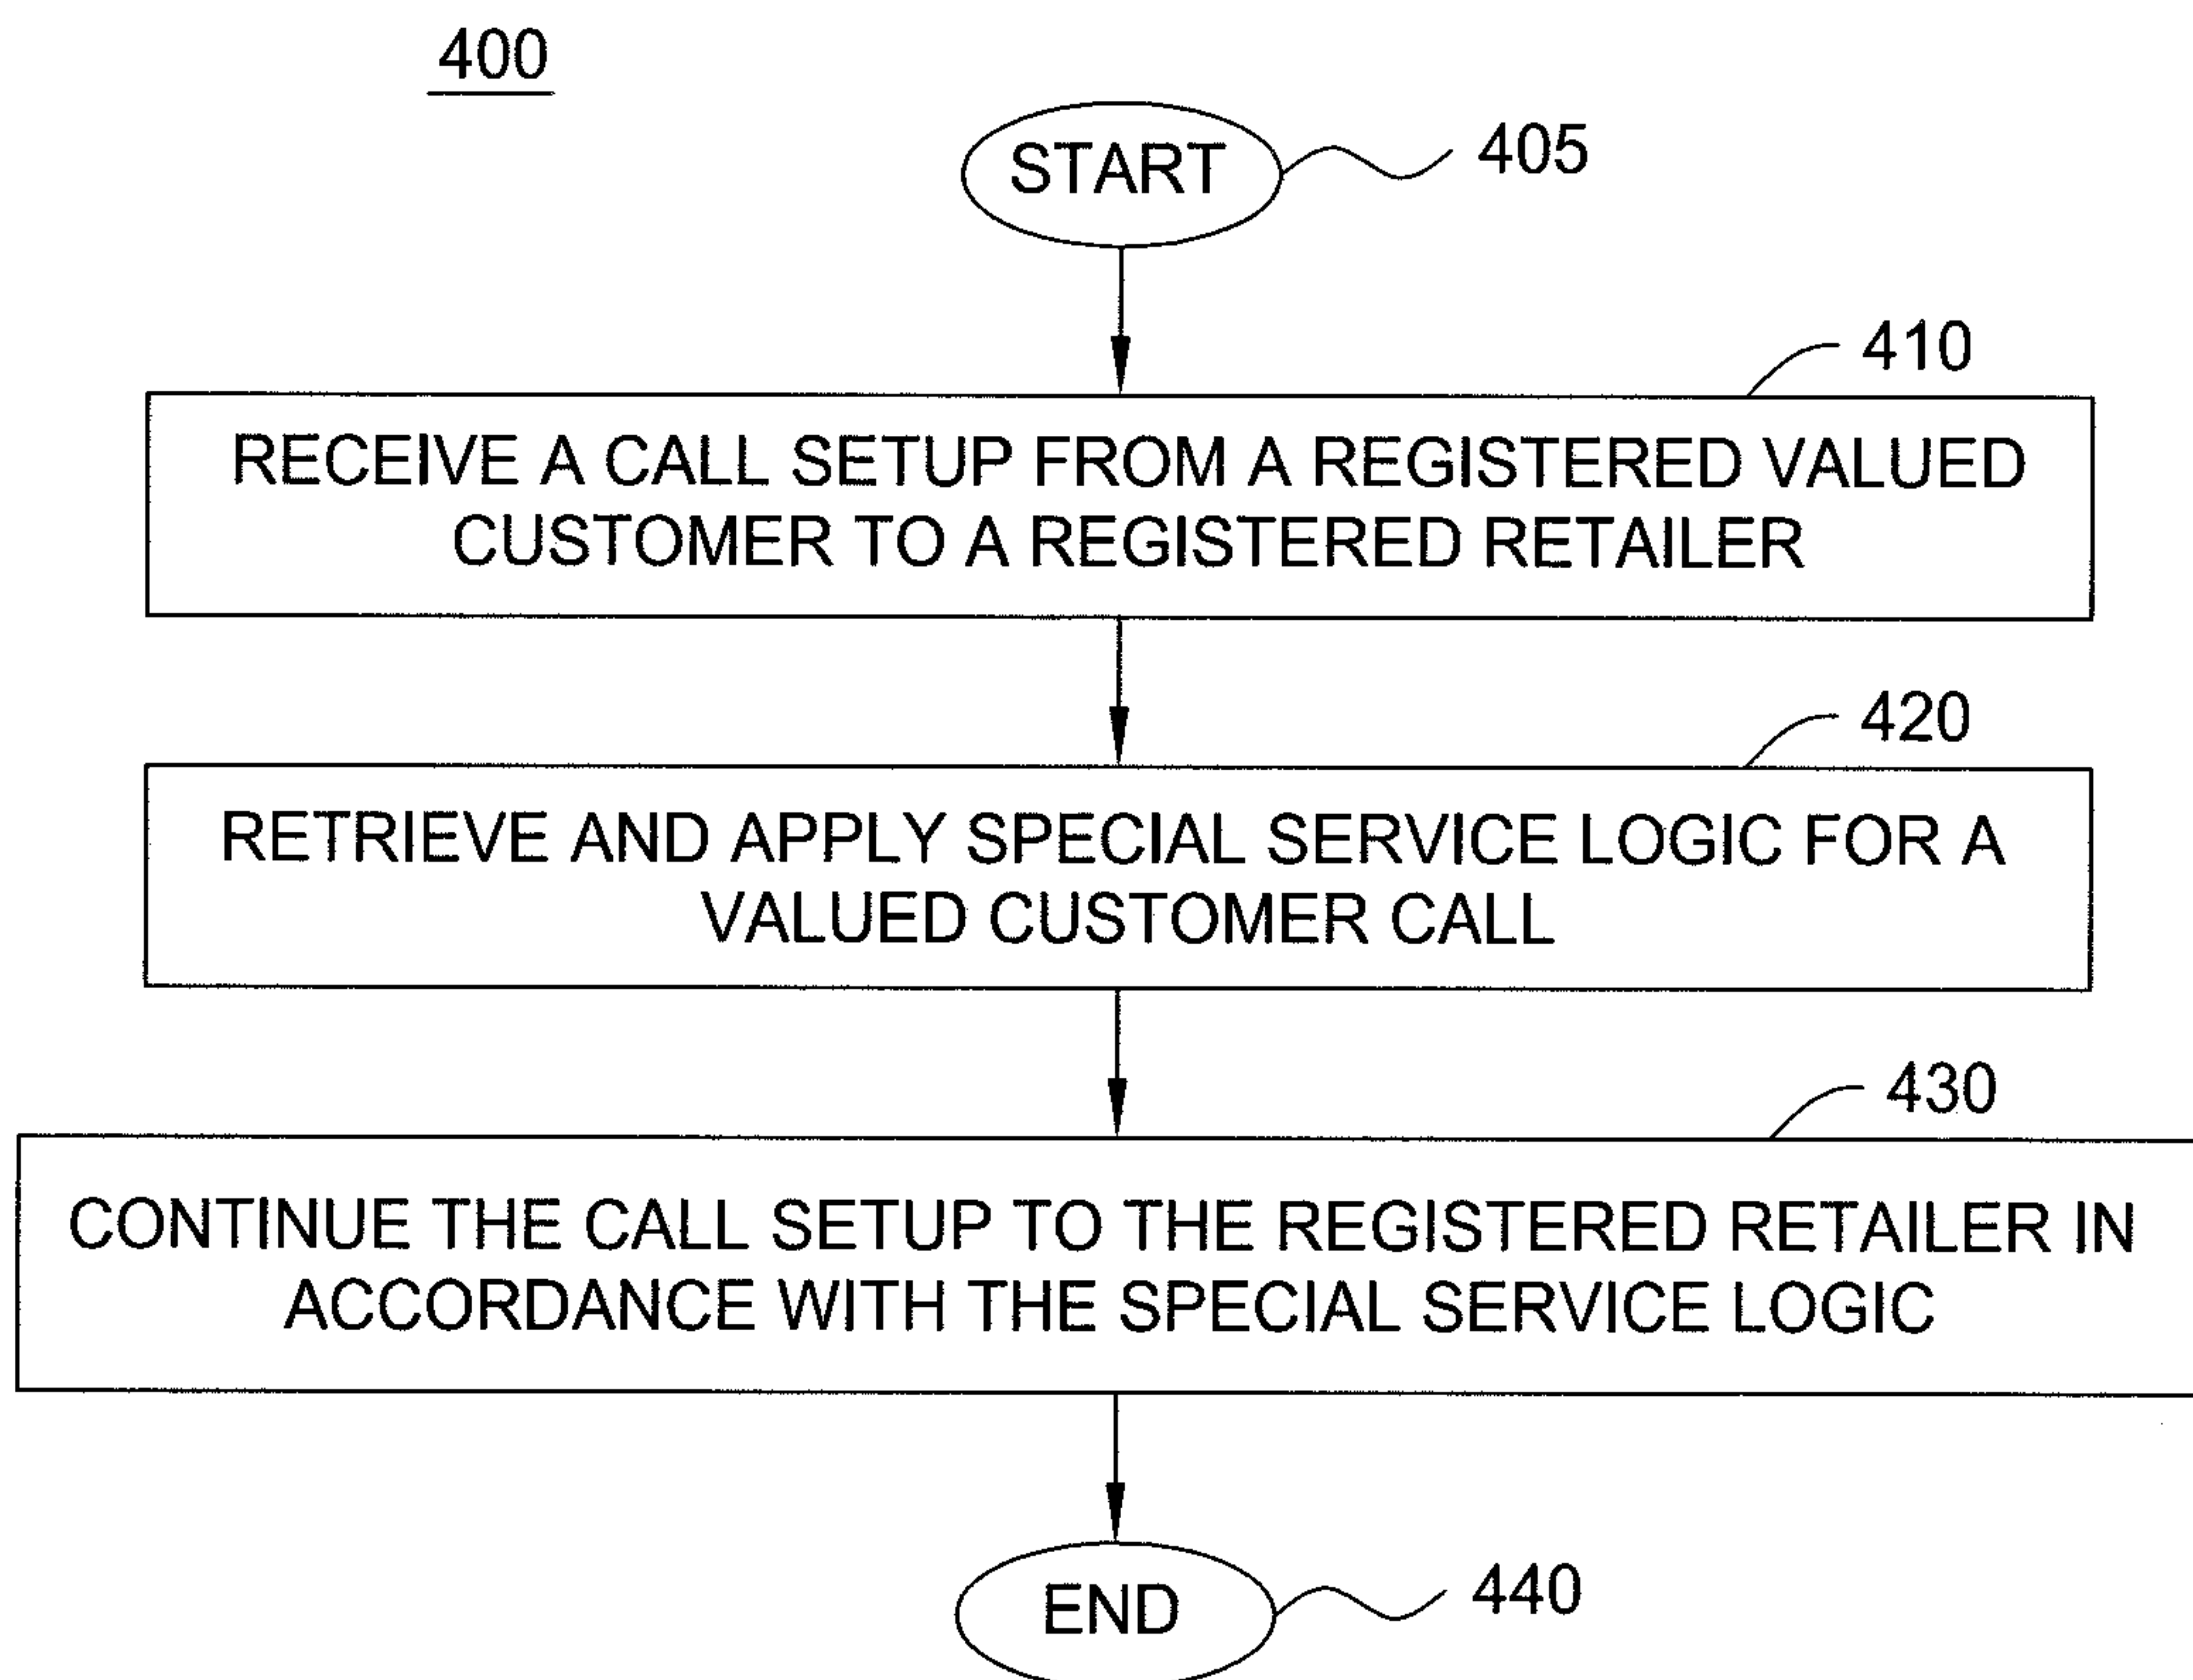 400
START
405
410
RECEIVE A CALL SETUP FROM A REGISTERED VALUED
CUSTOMER TO A REGISTERED RETAILER
420
RETRIEVE AND APPLY SPECIAL SERVICE LOGIC FOR A
VALUED CUSTOMER CALL
430
CONTINUE THE CALL SETUP TO THE REGISTERED RETAILER IN
ACCORDANCE WITH THE SPECIAL SERVICE LOGIC
END
440